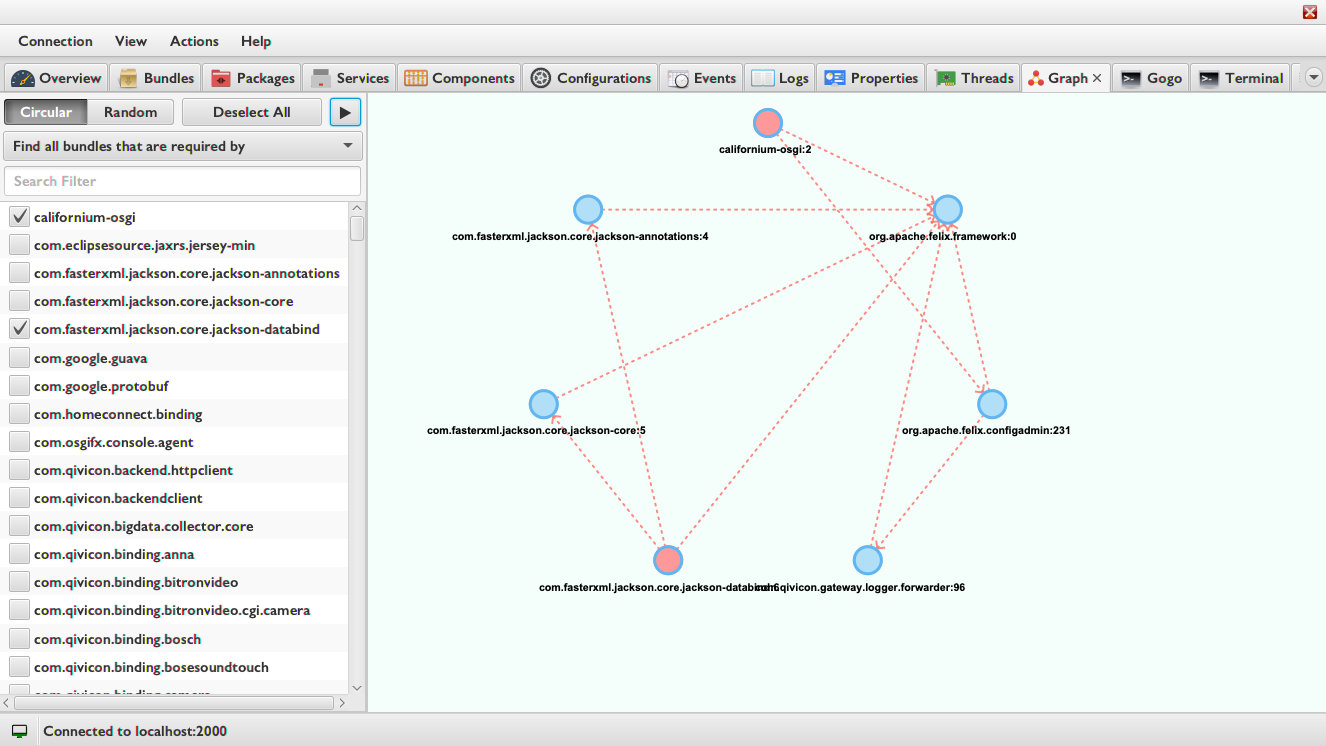 Connection View Actions Help
Overview Bundles Packages Services Components Configurations Events Logs Properties Threads Graph Gogo Terminal
Circular Random Deselect All
Find all bundles that are required by
Search Filter
californium-osgi
com.eclipsesource.jaxrs.jersey-min
com.fasterxml.jackson.core.jackson-annotations
com.fasterxml.jackson.core.jackson-core
com.fasterxml.jackson.core.jackson-databind
com.google.guava
com.google.protobuf
com.homeconnect.binding
com.osgifx.console.agent
com.qivicon.backend.httpclient
com.qivicon.backendclient
com.qivicon.bigdata.collector.core
com.qivicon.binding.anna
com.qivicon.binding.bitronvideo
com.qivicon.binding.bitronvideo.cgi.camera
com.qivicon.binding.bosch
com.qivicon.binding.bosesoundtouch
californium-osgi:2
com.fasterxml.jackson.core.jackson-annotations:4
org.apache.felix.framework:0
com.fasterxml.jackson.core.jackson-core:5
org.apache.felix.configadmin:231
com.fasterxml.jackson.core.jackson-databind:6
com.qivicon.gateway.logger.forwarder:96
Connected to localhost:2000